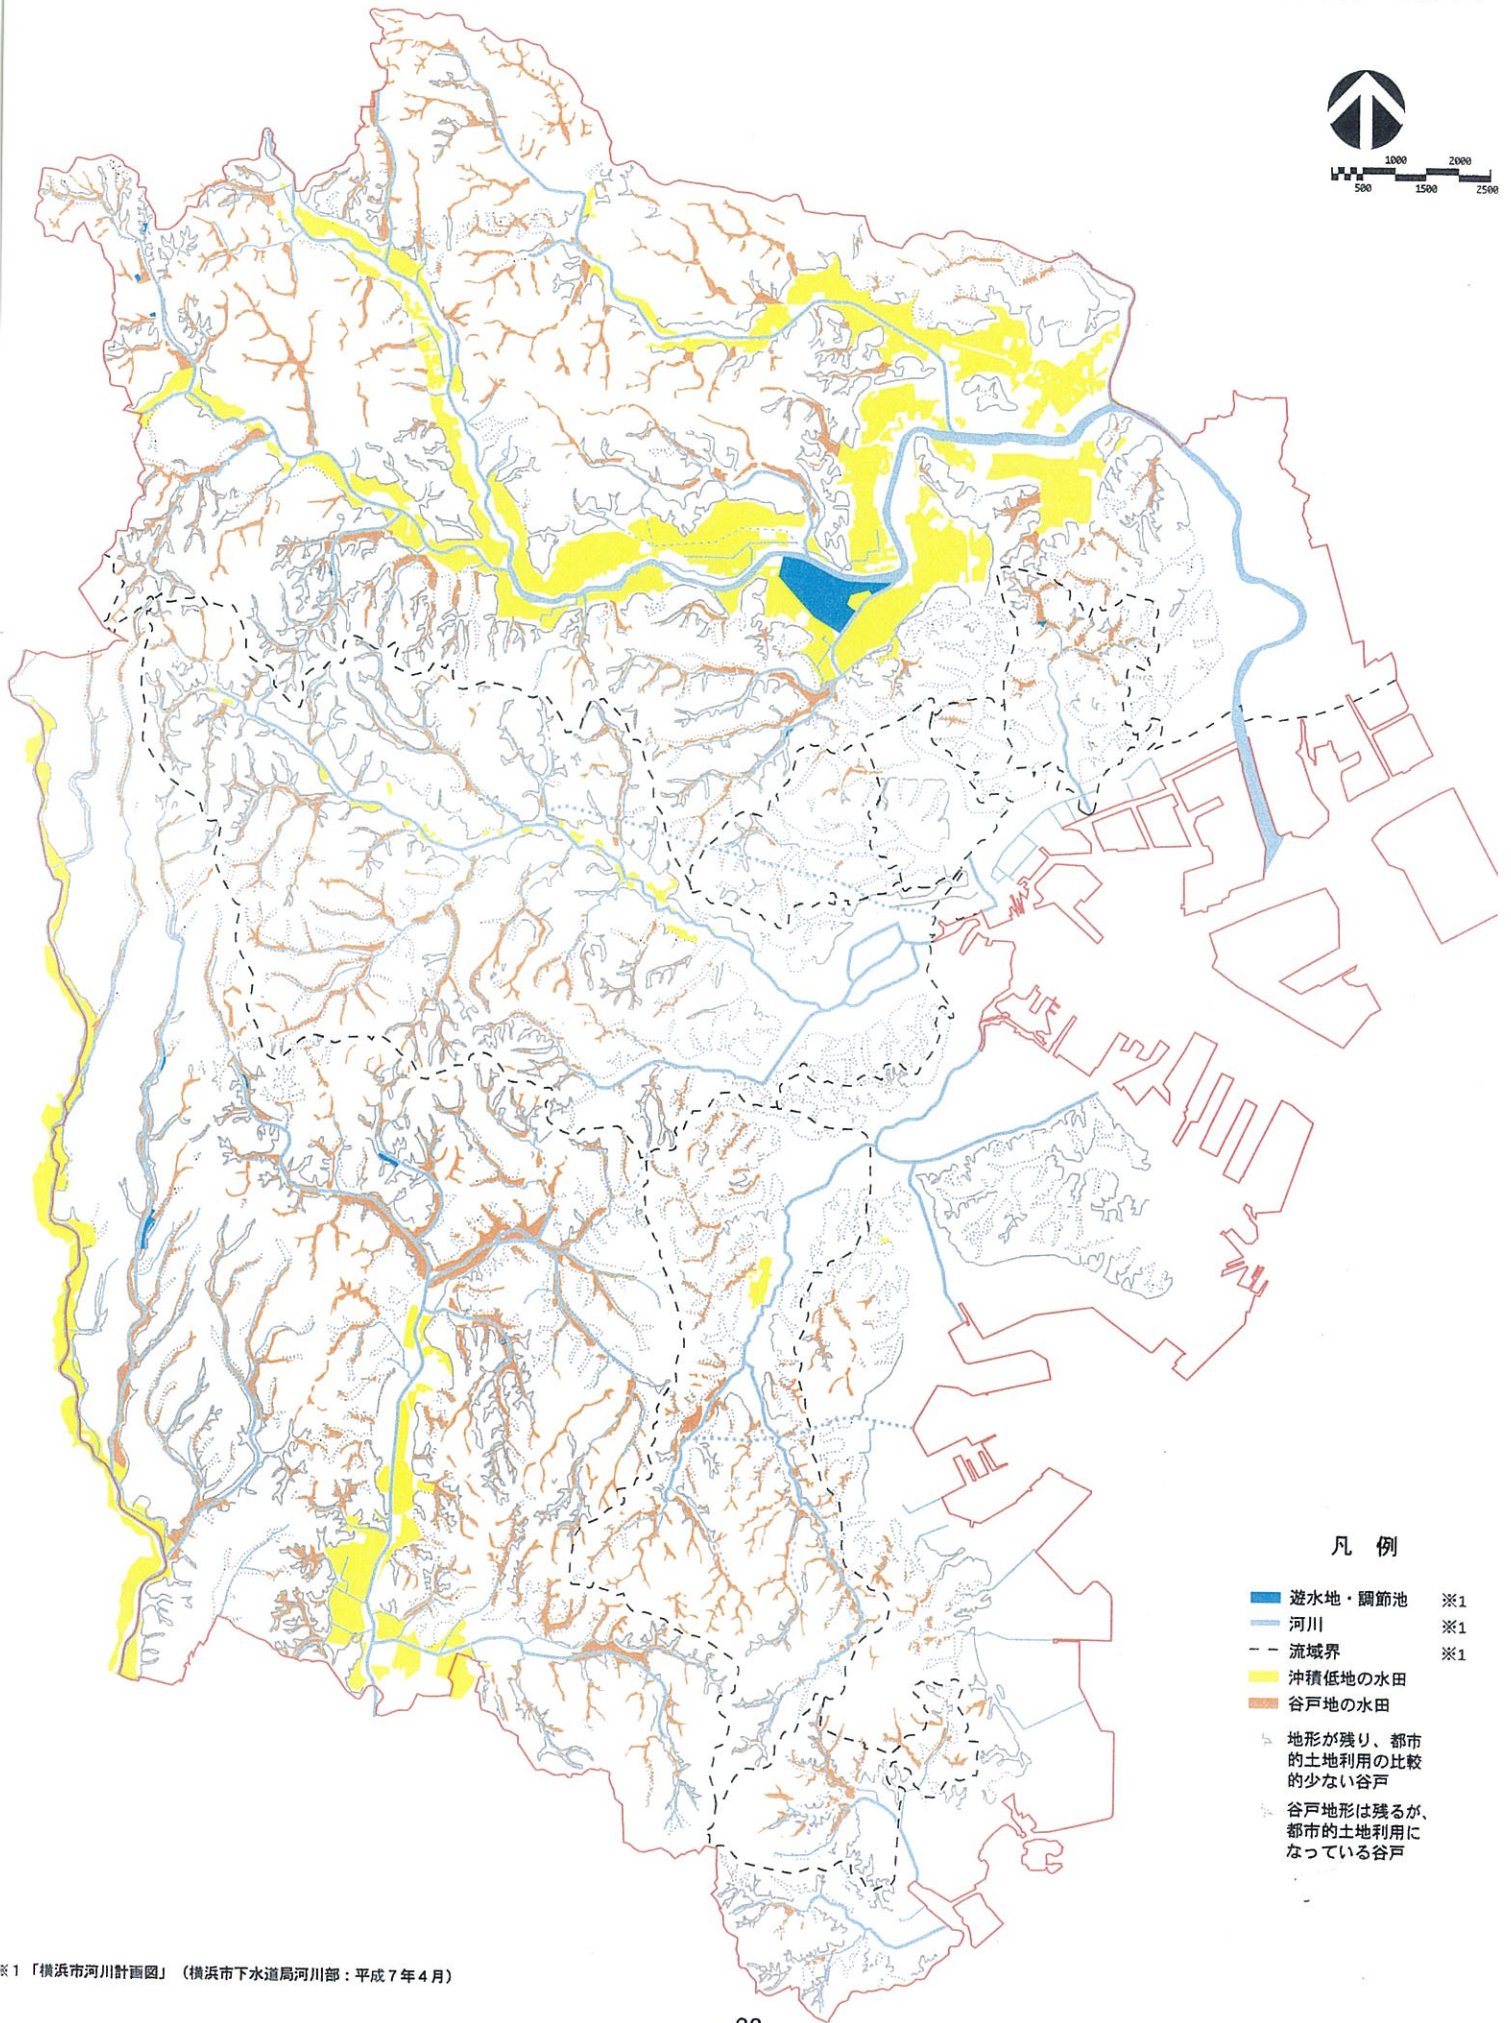 1000 2000
500 1500 2500
凡 例
遊水地・調節池 ※1
河川 ※1
流域界 ※1
沖積低地の水田
谷戸地の水田
地形が残り、都市
的土地利用の比較
的少ない谷戸
谷戸地形は残るが、
都市的土地利用に
なっている谷戸
※1「横浜市河川計画図」（横浜市下水道局河川部：平成7年4月）